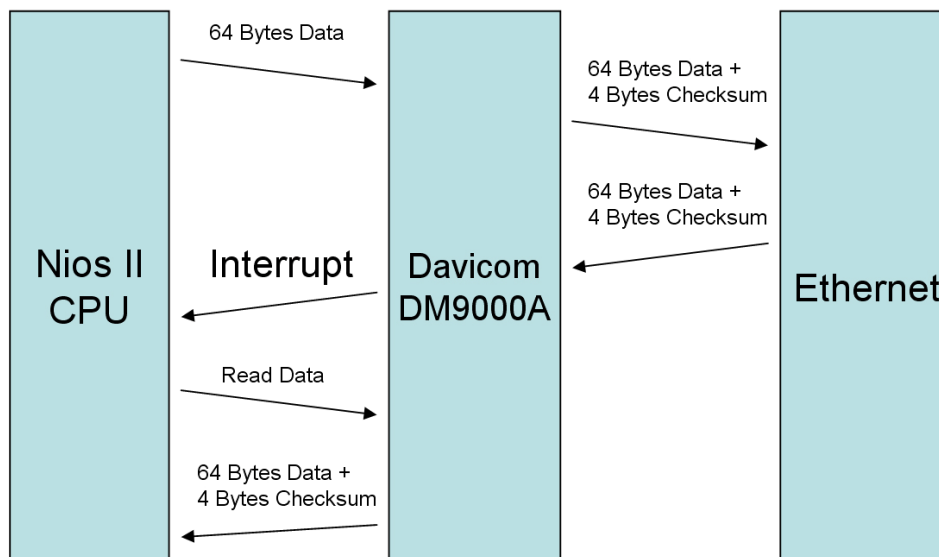 64 Bytes Data
64 Bytes Data +
4 Bytes Checksum
64 Bytes Data +
4 Bytes Checksum
Nios II
CPU
Interrupt
Davicom
DM9000A
Ethernet
Read Data
64 Bytes Data +
4 Bytes Checksum